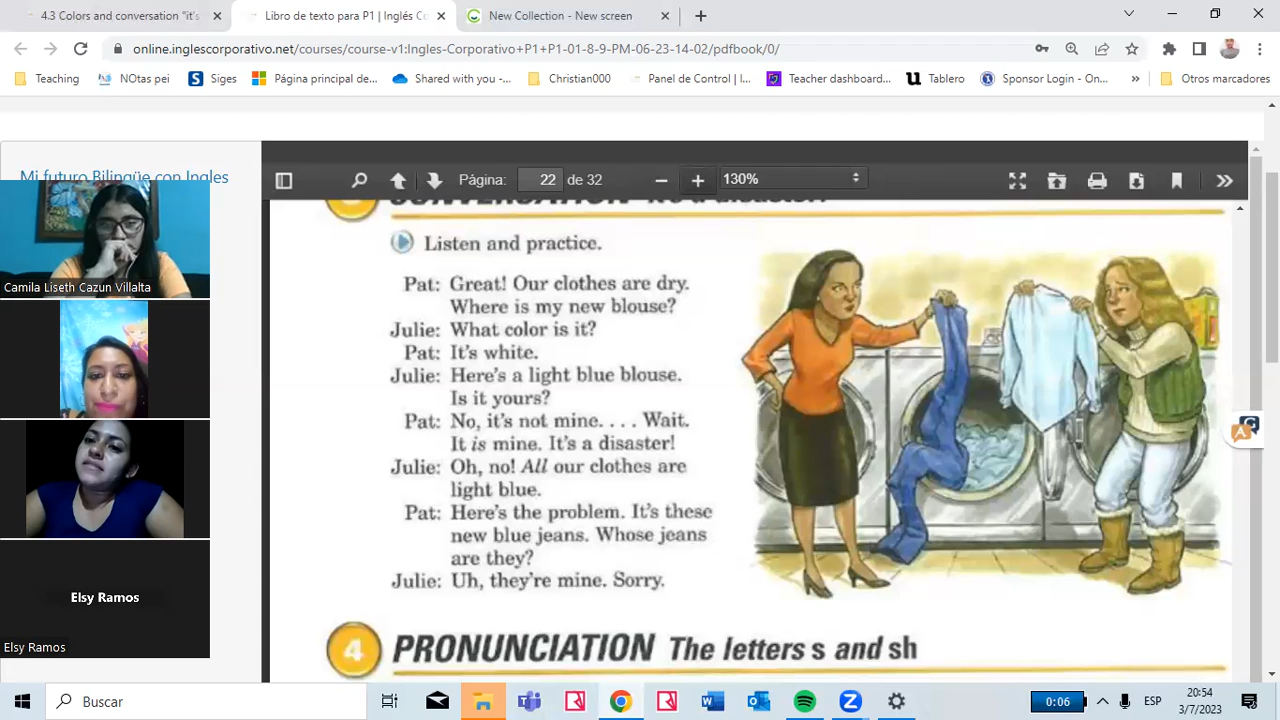 4.3 Colors and conversation "it's
Libro de texto para P1 | Inglés Co
New Collection - New screen
online.inglescorporativo.net/courses/course-v1:Ingles-Corporativo+P1+P1-01-8-9-PM-06-23-14-02/pdfbook/0/
Teaching
NOtas pei
Siges
Página principal de...
Shared with you -...
Christian000
Panel de Control | I...
Teacher dashboard...
Tablero
Sponsor Login - On...
Otros marcadores
Mi futuro Bilingüe con Ingles
Página: 22 de 32
130%
Listen and practice.
Pat: Great! Our clothes are dry.
Where is my new blouse?
Julie: What color is it?
Pat: It's white.
Julie: Here's a light blue blouse.
Is it yours?
Pat: No, it's not mine. . . . Wait.
It is mine. It's a disaster!
Julie: Oh, no! All our clothes are
light blue.
Pat: Here's the problem. It's these
new blue jeans. Whose jeans
are they?
Julie: Uh, they're mine. Sorry.
4 PRONUNCIATION The letters s and sh
Camila Liseth Cazun Villalta
Elsy Ramos
Elsy Ramos
Buscar
0:06
ESP
20:54
3/7/2023